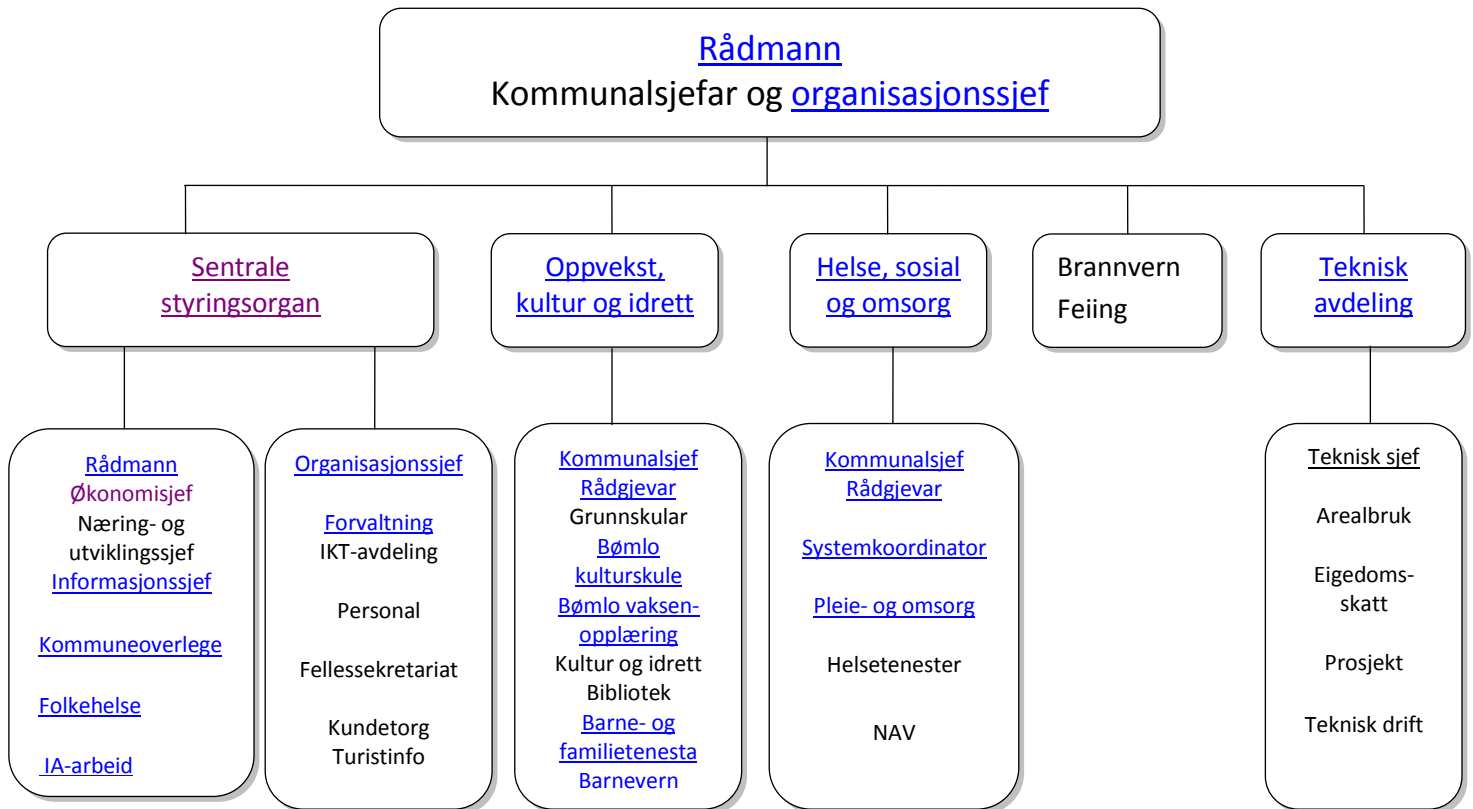 Rådmann
Kommunalsjefar og organisasjonssjef
Sentrale
styringsorgan
Oppvekst,
kultur og idrett
Helse, sosial
og omsorg
Brannvern
Feiing
Teknisk
avdeling
Rådmann
Økonomisjef
Næring- og
utviklingssjef
Informasjonssjef
Kommuneoverlege
Folkehelse
IA-arbeid
Organisasjonssjef
Forvaltning
IKT-avdeling
Personal
Fellessekretariat
Kundetorg
Turistinfo
Kommunalsjef
Rådgjevar
Grunnskular
Bømlo
kulturskule
Bømlo vaksen-
opplæring
Kultur og idrett
Bibliotek
Barne- og
familietenesta
Barnevern
Kommunalsjef
Rådgjevar
Systemkoordinator
Pleie- og omsorg
Helsetenester
NAV
Teknisk sjef
Arealbruk
Eigedoms-
skatt
Prosjekt
Teknisk drift